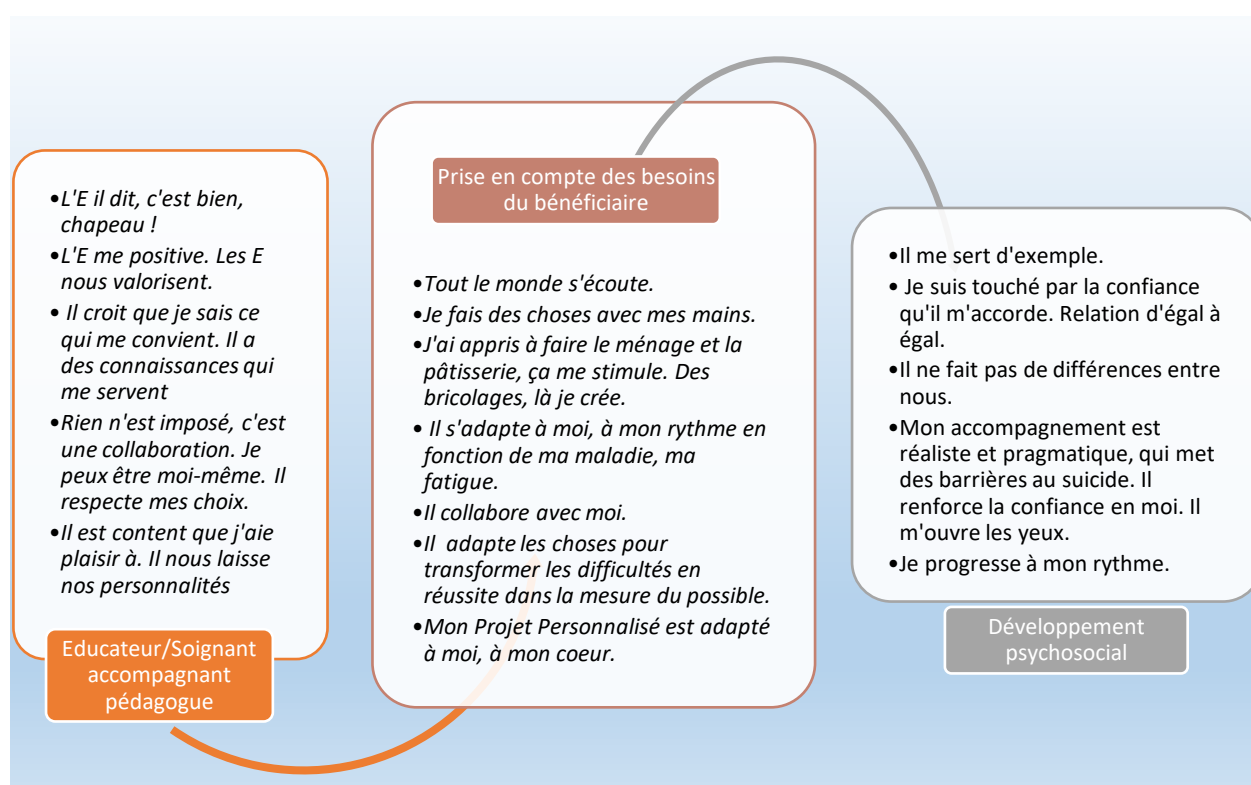 •L'E il dit, c'est bien,
chapeau !
•L'E me positive. Les E
nous valorisent.
• Il croit que je sais ce
qui me convient. Il a
des connaissances qui
me servent
•Rien n'est imposé, c'est
une collaboration. Je
peux être moi-même. Il
respecte mes choix.
•Il est content que j'aie
plaisir à. Il nous laisse
nos personnalités
Educateur/Soignant
accompagnant
pédagogue
Prise en compte des besoins
du bénéficiaire
•Tout le monde s'écoute.
•Je fais des choses avec mes mains.
•J'ai appris à faire le ménage et la
pâtisserie, ça me stimule. Des
bricolages, là je crée.
• Il s'adapte à moi, à mon rythme en
fonction de ma maladie, ma
fatigue.
•Il collabore avec moi.
•Il adapte les choses pour
transformer les difficultés en
réussite dans la mesure du possible.
•Mon Projet Personnalisé est adapté
à moi, à mon coeur.
•Il me sert d'exemple.
• Je suis touché par la confiance
qu'il m'accorde. Relation d'égal à
égal.
•Il ne fait pas de différences entre
nous.
•Mon accompagnement est
réaliste et pragmatique, qui met
des barrières au suicide. Il
renforce la confiance en moi. Il
m'ouvre les yeux.
•Je progresse à mon rythme.
Développement
psychosocial